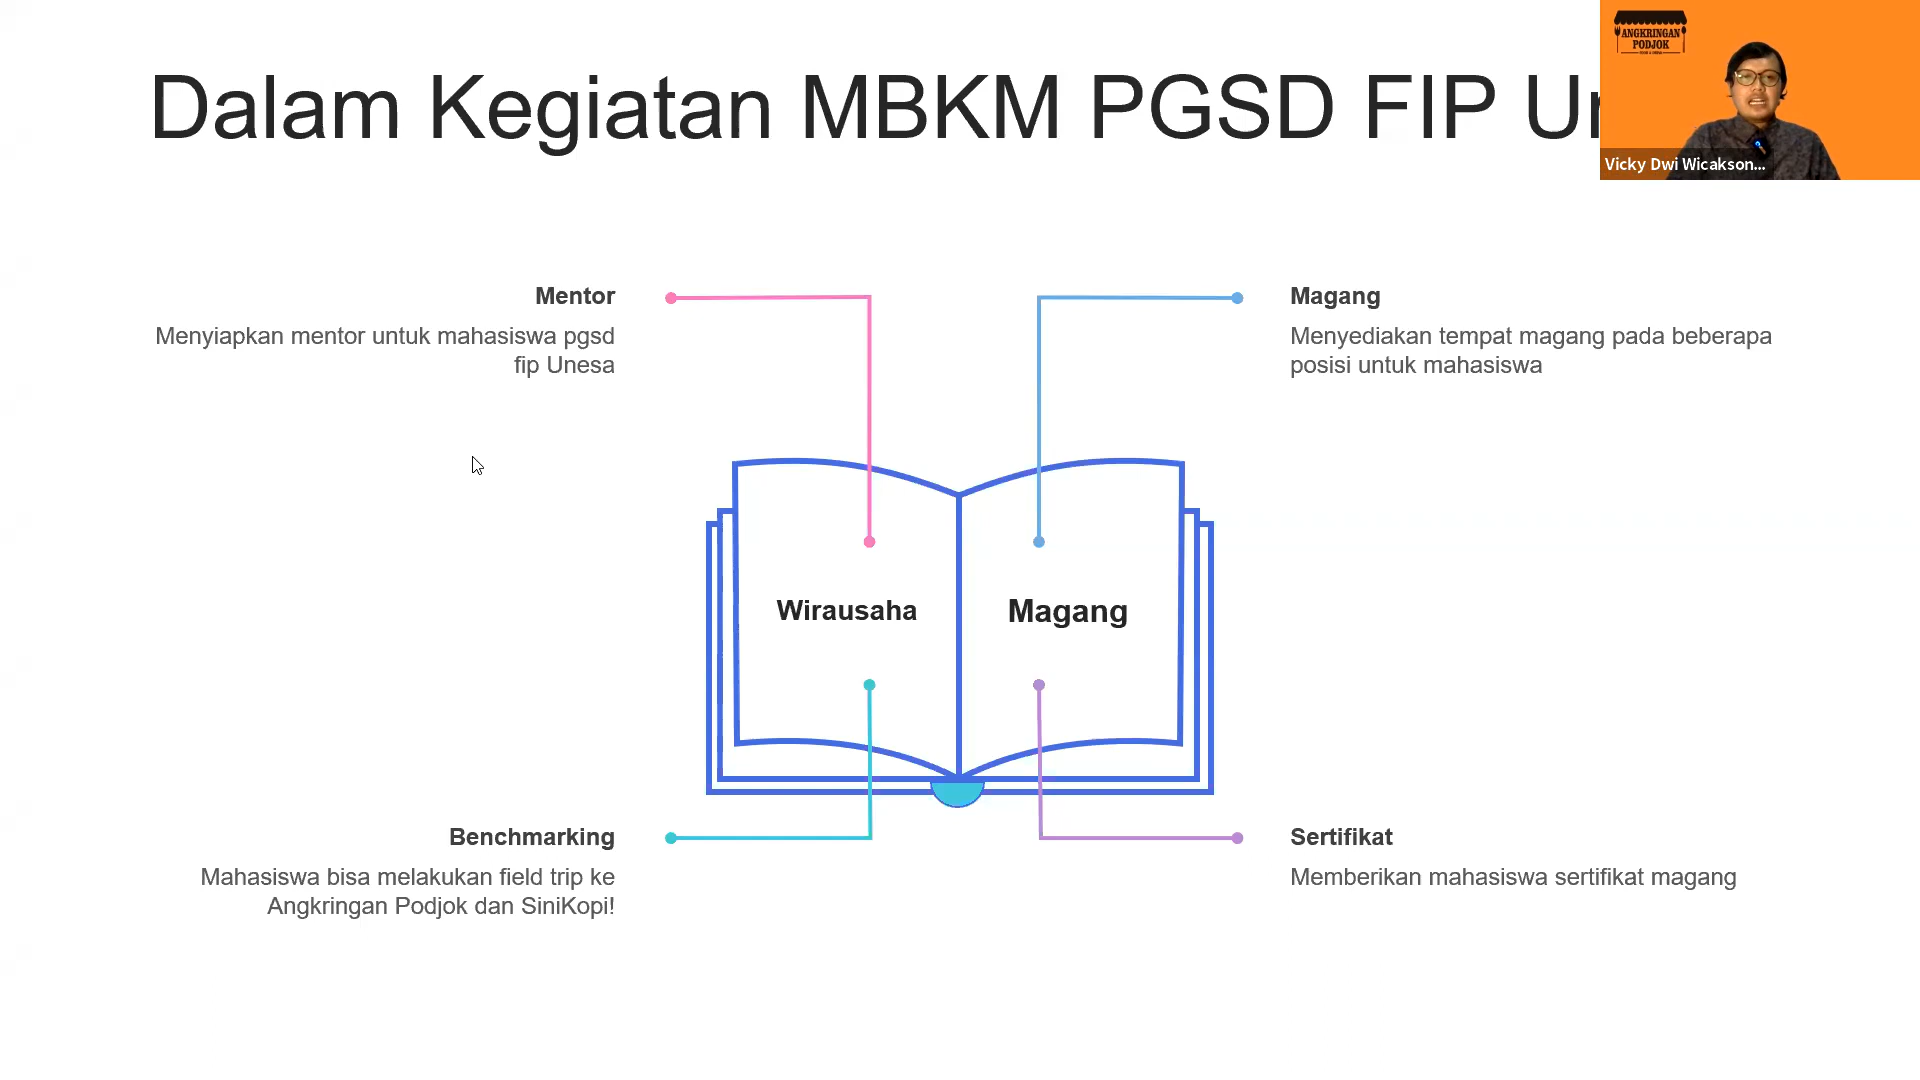 Dalam Kegiatan MBKM PGSD FIP
ANGKRINGAN
PODJOK
Vicky Dwi Wicakson...
Mentor
Menyiapkan mentor untuk mahasiswa pgsd
fip Unesa
Magang
Menyediakan tempat magang pada beberapa
posisi untuk mahasiswa
Wirausaha
Magang
Benchmarking
Mahasiswa bisa melakukan field trip ke
Angkringan Podjok dan SiniKopi!
Sertifikat
Memberikan mahasiswa sertifikat magang